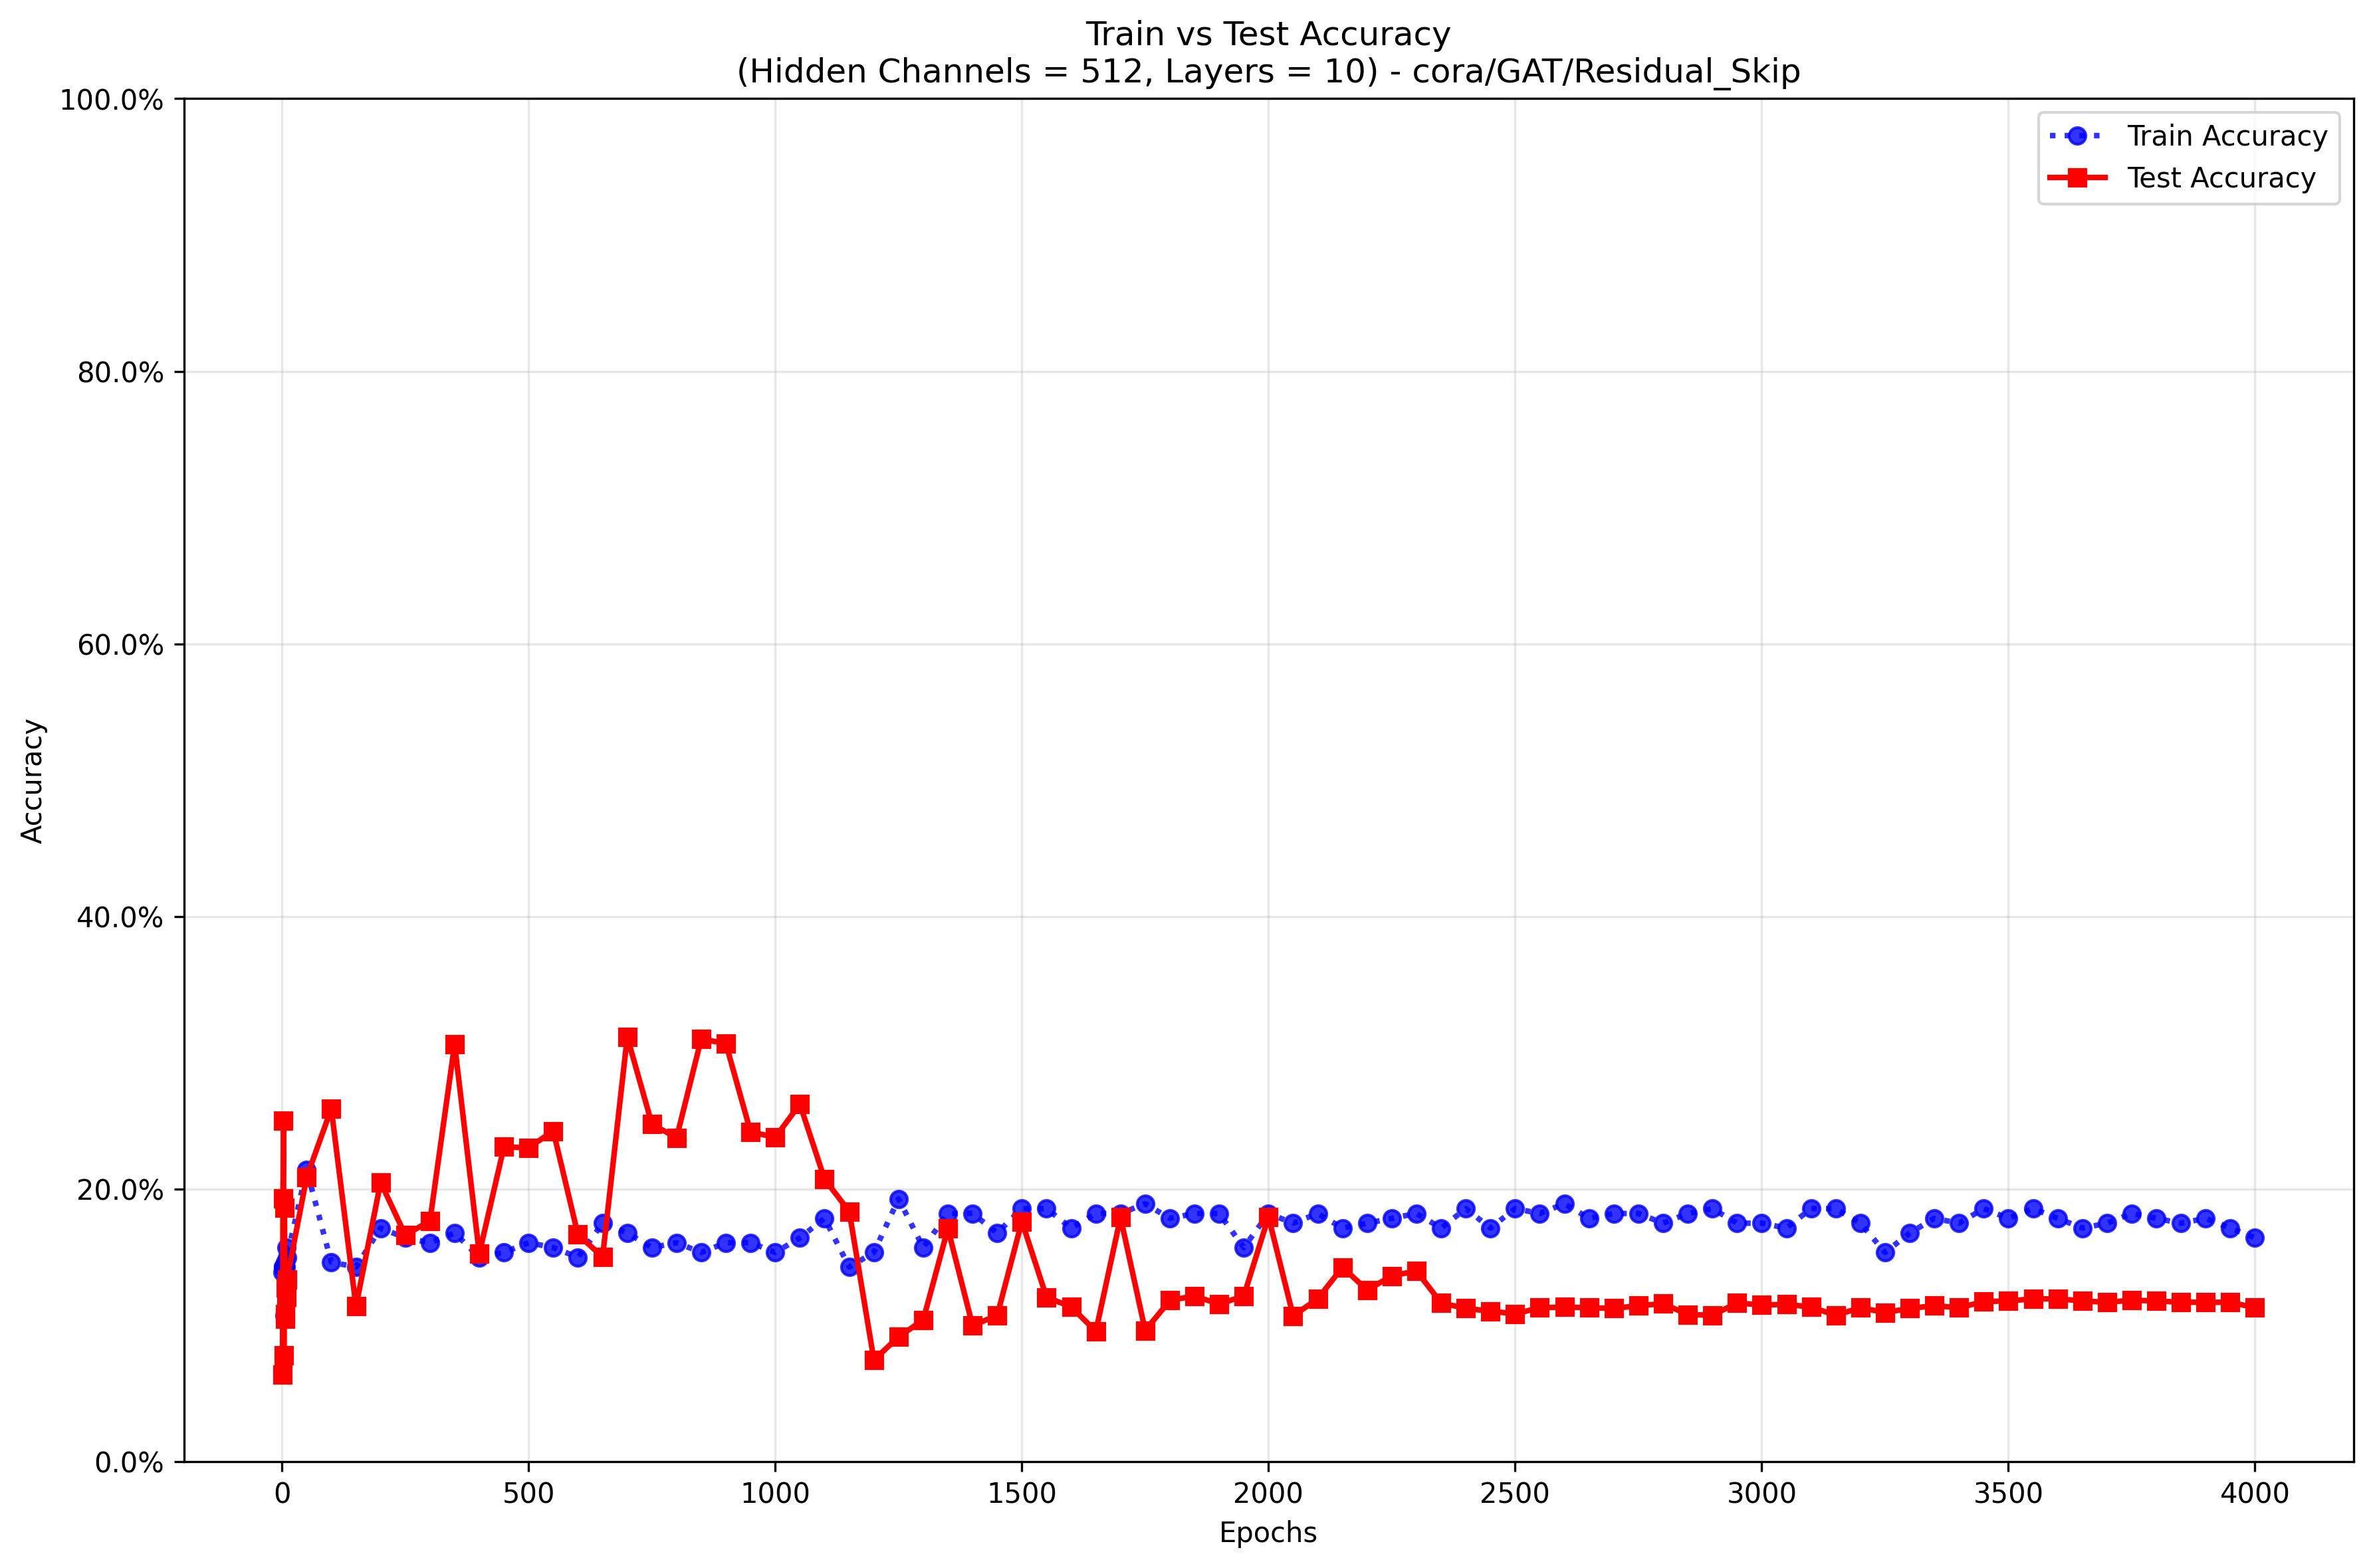 Train vs Test Accuracy
(Hidden Channels = 512, Layers = 10) - cora/GAT/Residual_Skip
100.0%
80.0%
60.0%
40.0%
20.0%
0.0%
Accuracy
Train Accuracy
Test Accuracy
0 500 1000 1500 2000 2500 3000 3500 4000
Epochs